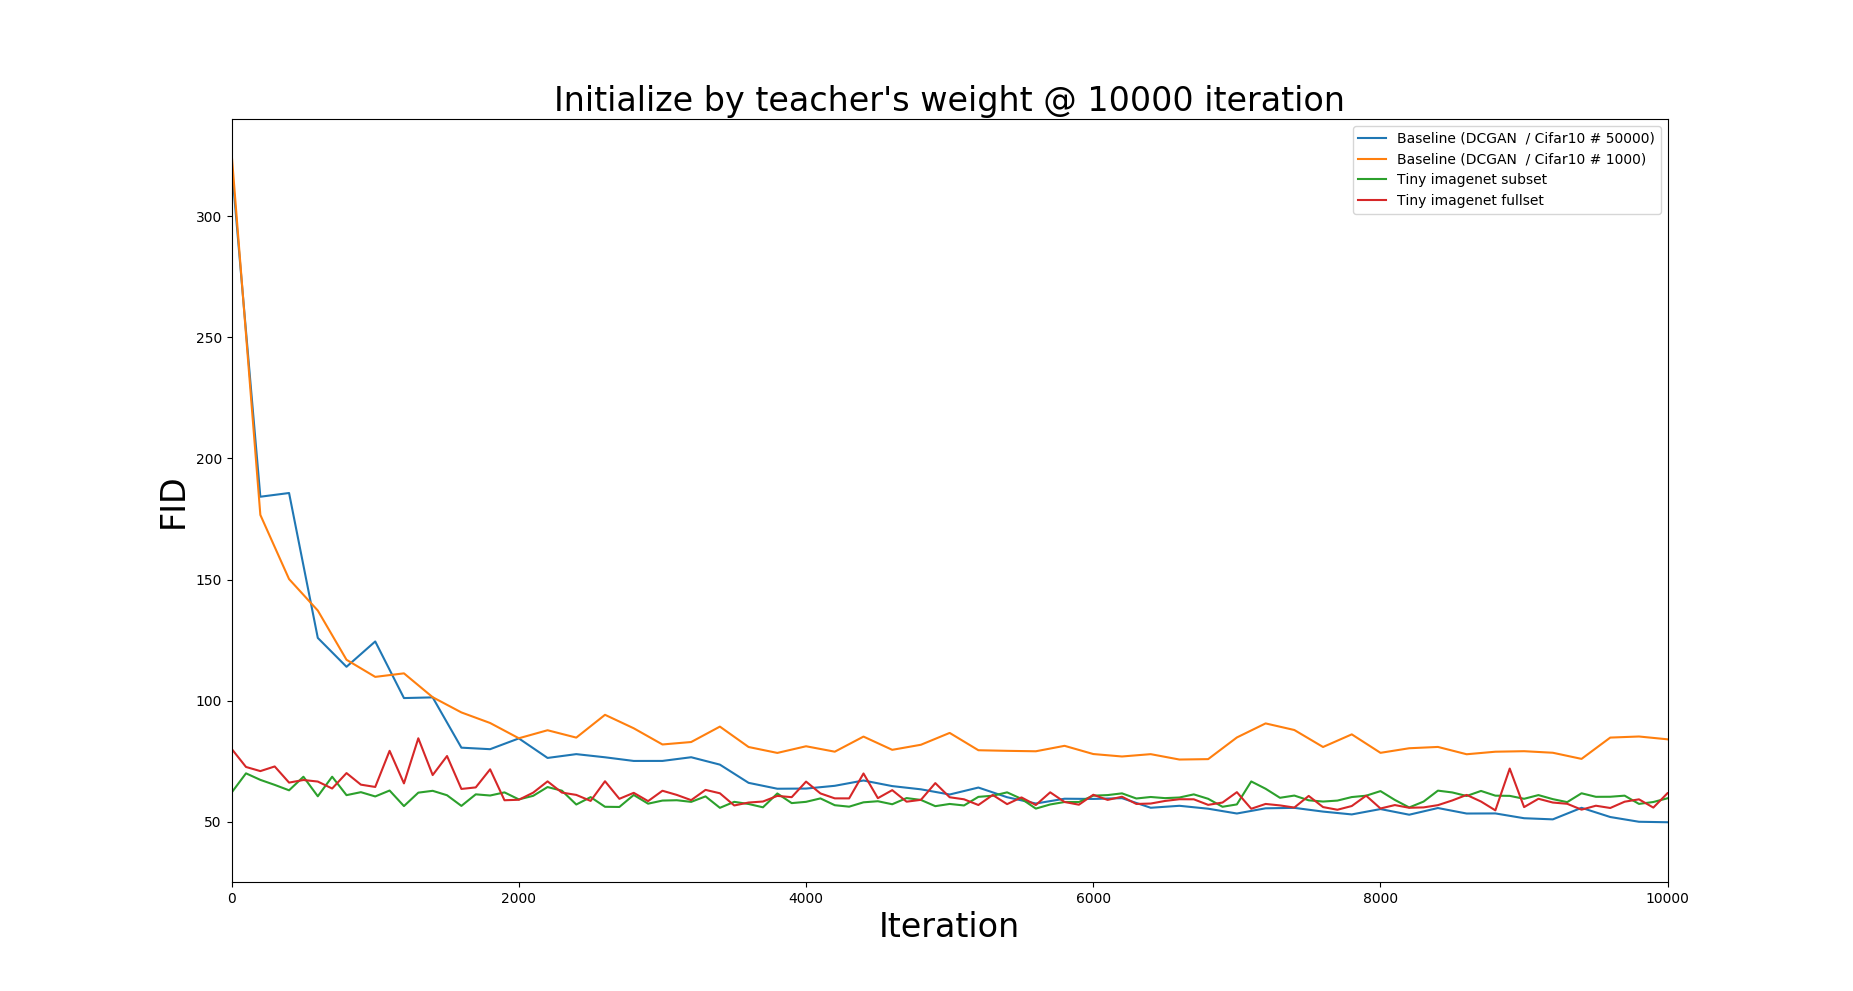 Initialize by teacher's weight @ 10000 iteration
Baseline (DCGAN  / Cifar10 # 50000)
Baseline (DCGAN  / Cifar10 # 1000)
Tiny imagenet subset
Tiny imagenet fullset
FID
300
250
200
150
100
50
0 2000 4000 6000 8000 10000
Iteration